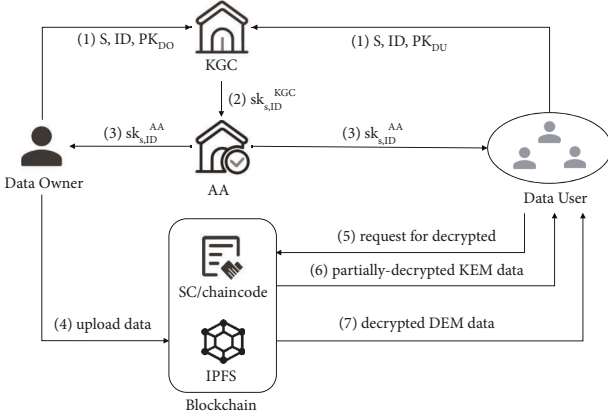 (1) S, ID, PK_DO
KGC
(1) S, ID, PK_DU
(2) sk_s,ID^KGC
(3) sk_s,ID^AA
(3) sk_s,ID^AA
Data Owner
AA
Data User
(5) request for decrypted
SC/chaincode
(6) partially-decrypted KEM data
(4) upload data
(7) decrypted DEM data
IPFS
Blockchain